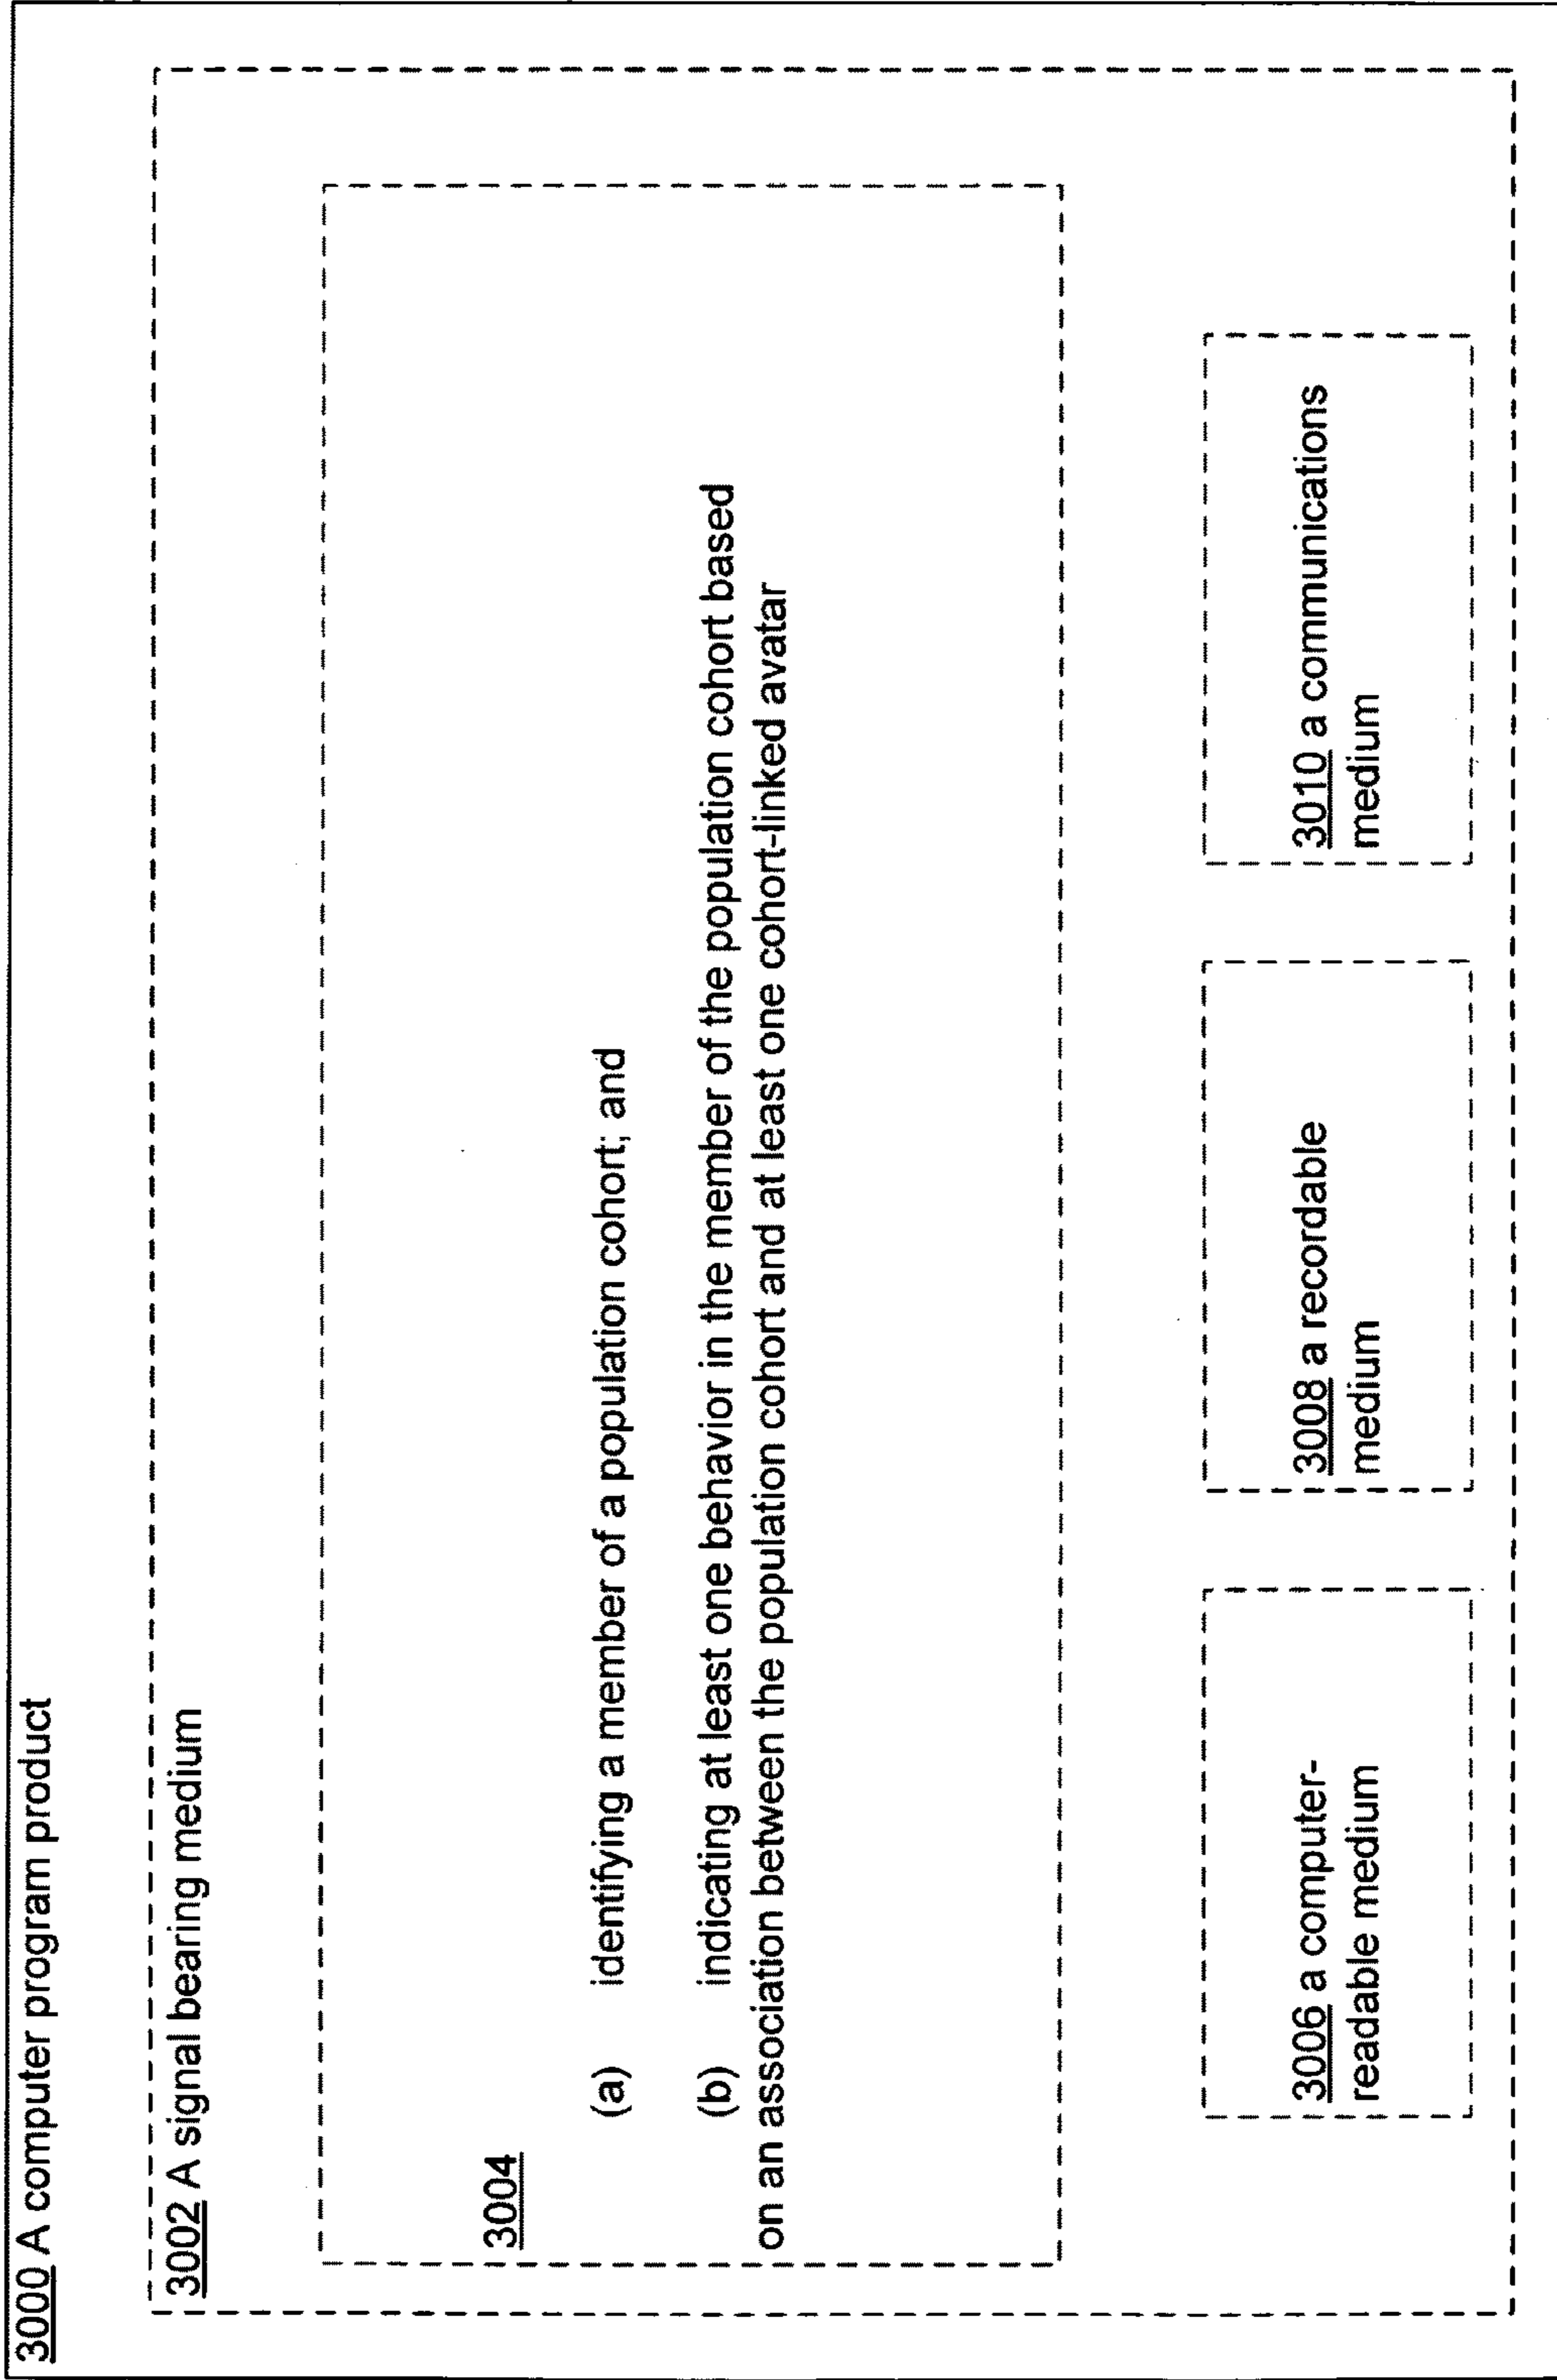 3000 A computer program product
3002 A signal bearing medium
3004
(a) identifying a member of a population cohort; and
(b) indicating at least one behavior in the member of the population cohort based
on an association between the population cohort and at least one cohort-linked avatar
3006 a computer-
readable medium
3008 a recordable
medium
3010 a communications
medium